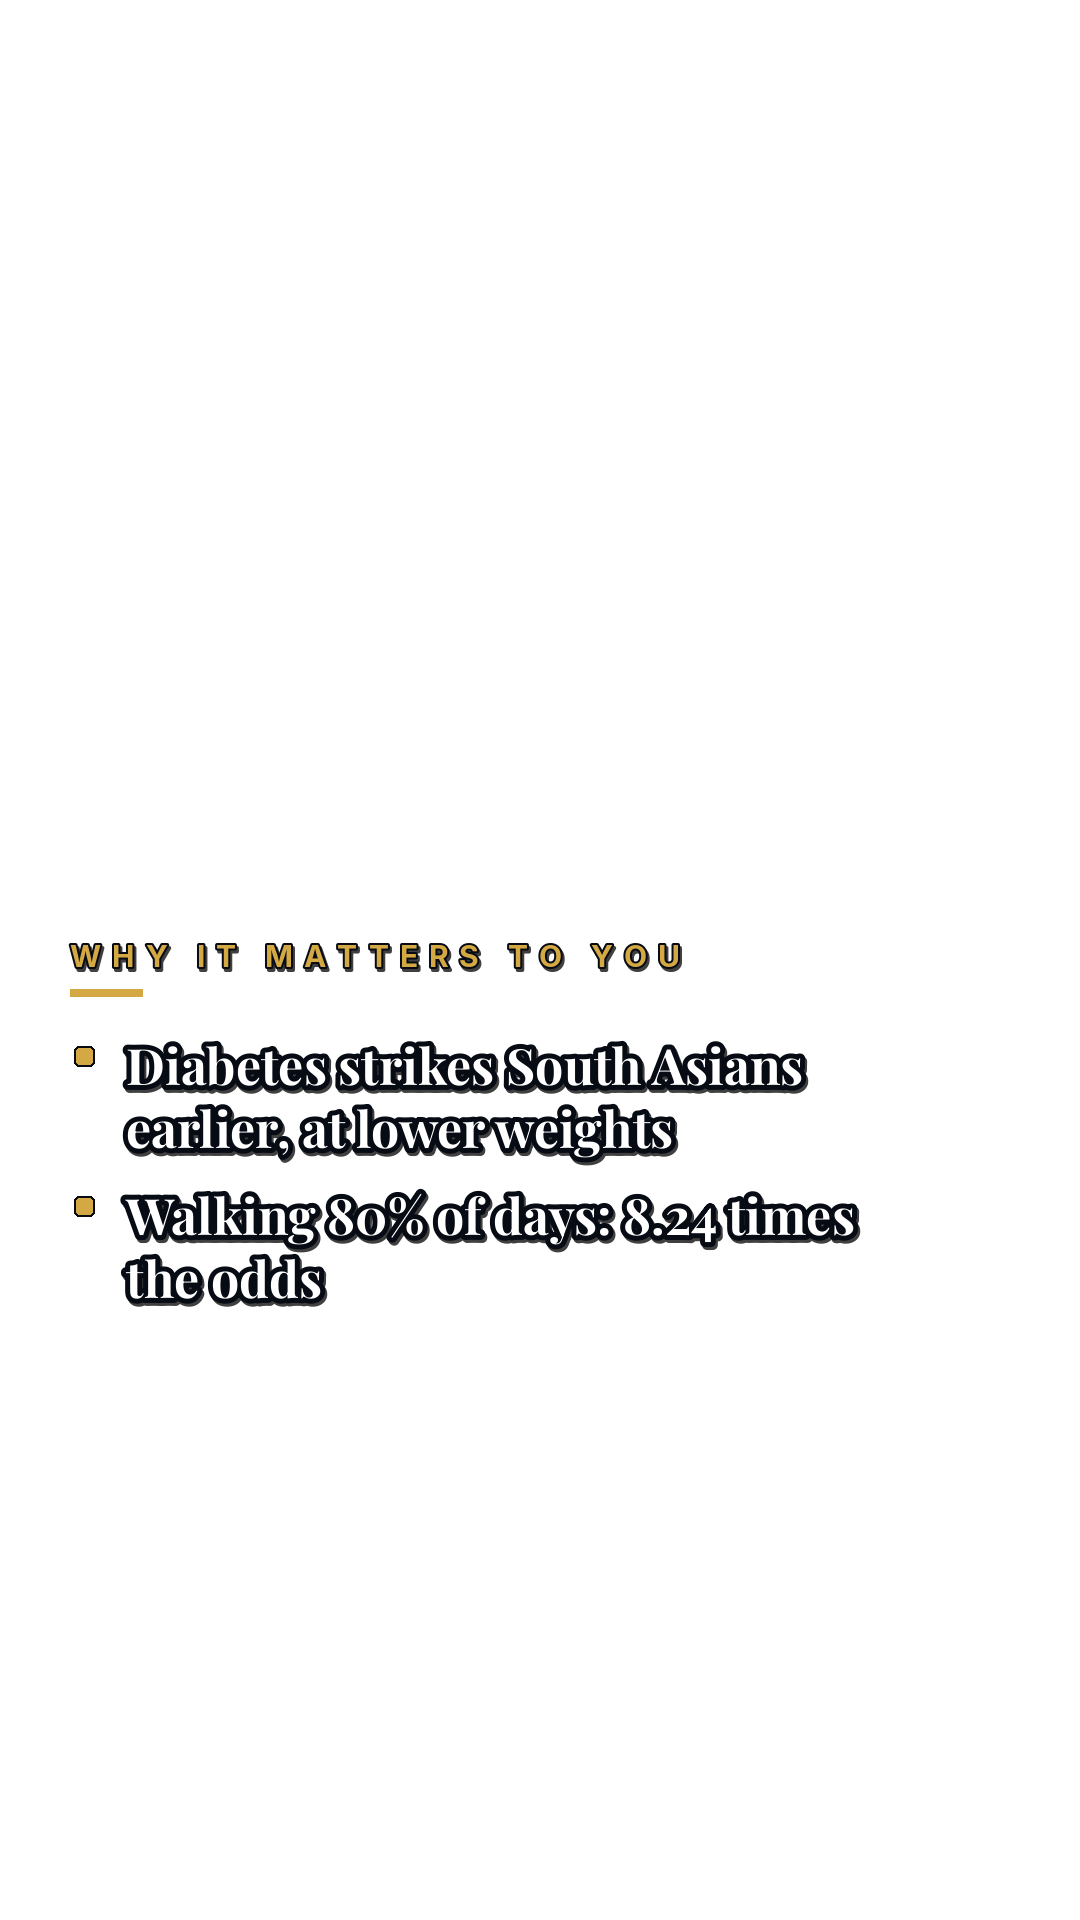 WHY IT MATTERS TO YOU
Diabetes strikes South Asians
earlier, at lower weights
Walking 80% of days: 8.24 times
the odds